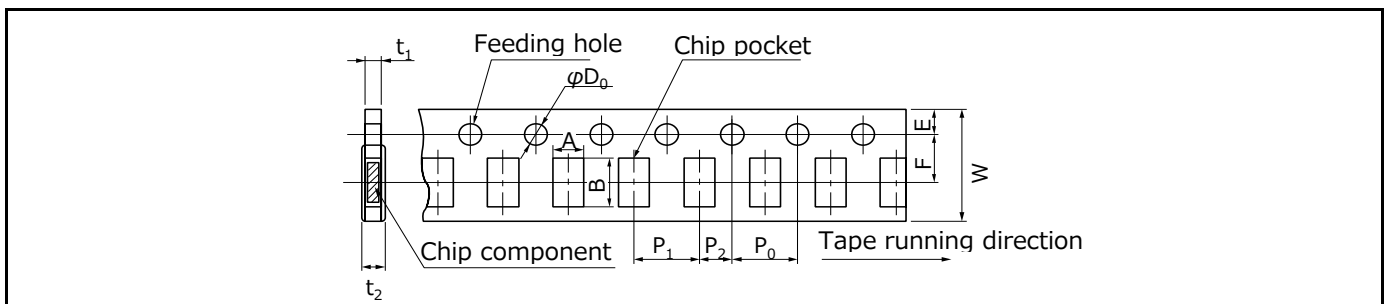 t₁
Feeding hole
Chip pocket
φD₀
A
E
F
W
B
P₁
P₂
P₀
Tape running direction
Chip component
t₂